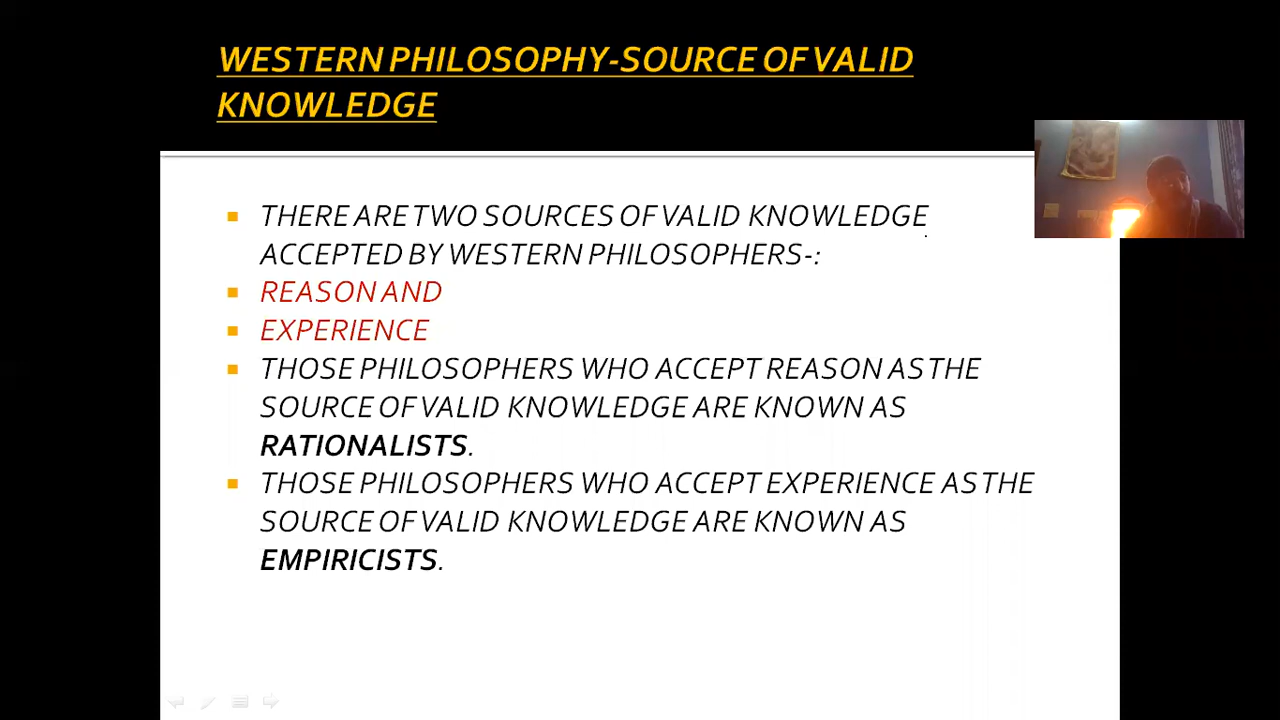 WESTERN PHILOSOPHY-SOURCE OF VALID
KNOWLEDGE
THERE ARE TWO SOURCES OF VALID KNOWLEDGE
ACCEPTED BY WESTERN PHILOSOPHERS-:
REASON AND
EXPERIENCE
THOSE PHILOSOPHERS WHO ACCEPT REASON AS THE
SOURCE OF VALID KNOWLEDGE ARE KNOWN AS
RATIONALISTS.
THOSE PHILOSOPHERS WHO ACCEPT EXPERIENCE AS THE
SOURCE OF VALID KNOWLEDGE ARE KNOWN AS
EMPIRICISTS.